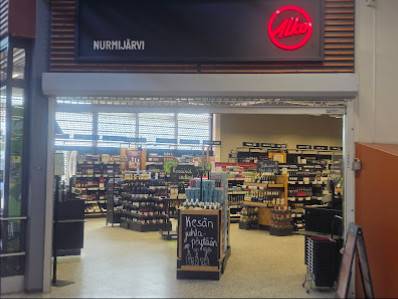 NURMIJÄRVI
Alko
Kesän
juhla-
pöytään